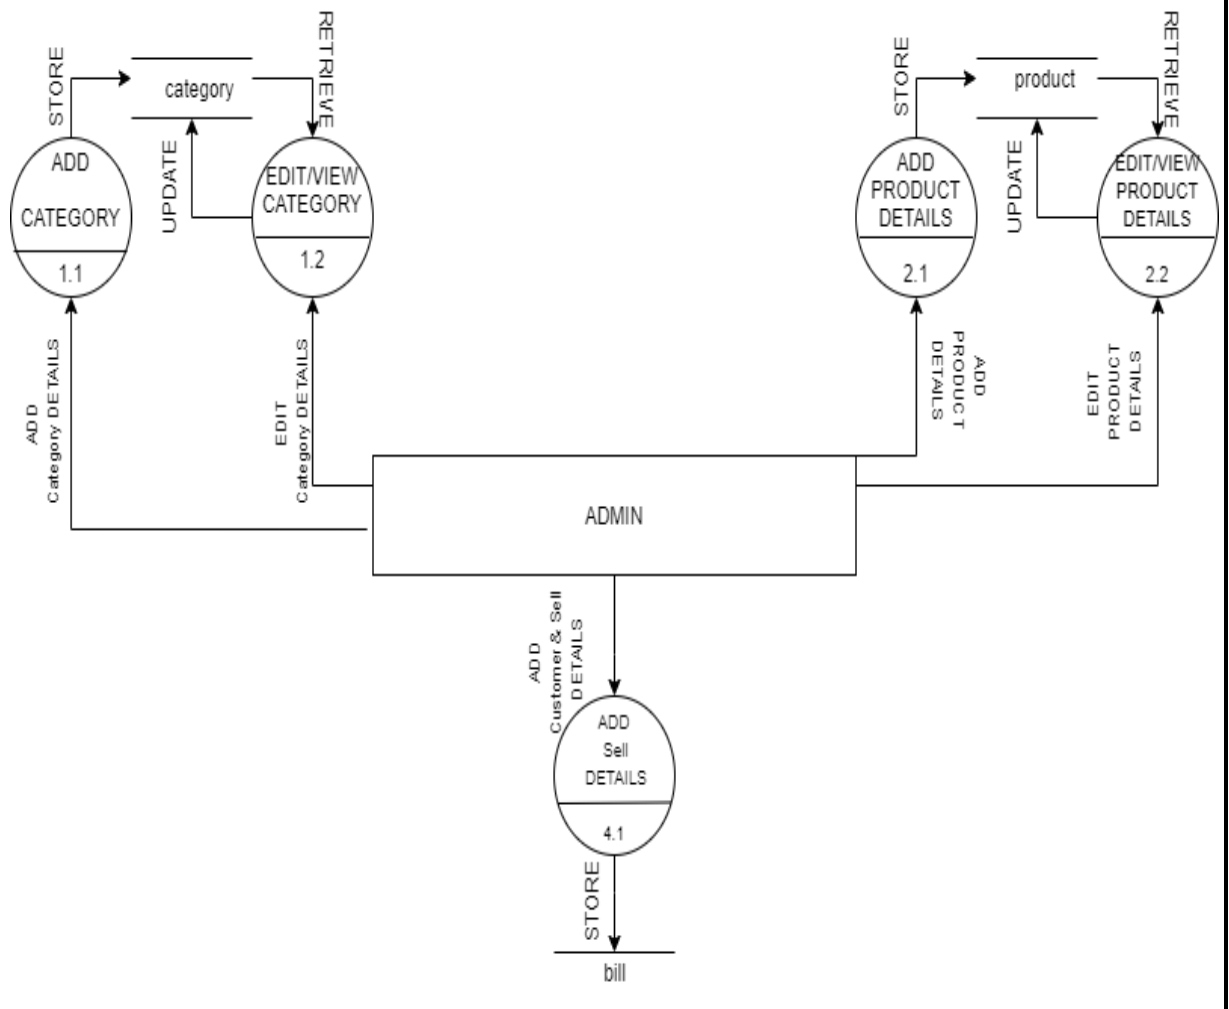 STORE
category
RETRIEVE
UPDATE
ADD
CATEGORY
1.1
EDIT/VIEW
CATEGORY
1.2
STORE
product
RETRIEVE
UPDATE
ADD
PRODUCT
DETAILS
2.1
EDIT/VIEW
PRODUCT
DETAILS
2.2
ADD
Category DETAILS
EDIT
Category DETAILS
ADD
PRODUCT
DETAILS
EDIT
PRODUCT
DETAILS
ADMIN
ADD
Customer & Sell
DETAILS
ADD
Sell
DETAILS
4.1
STORE
bill